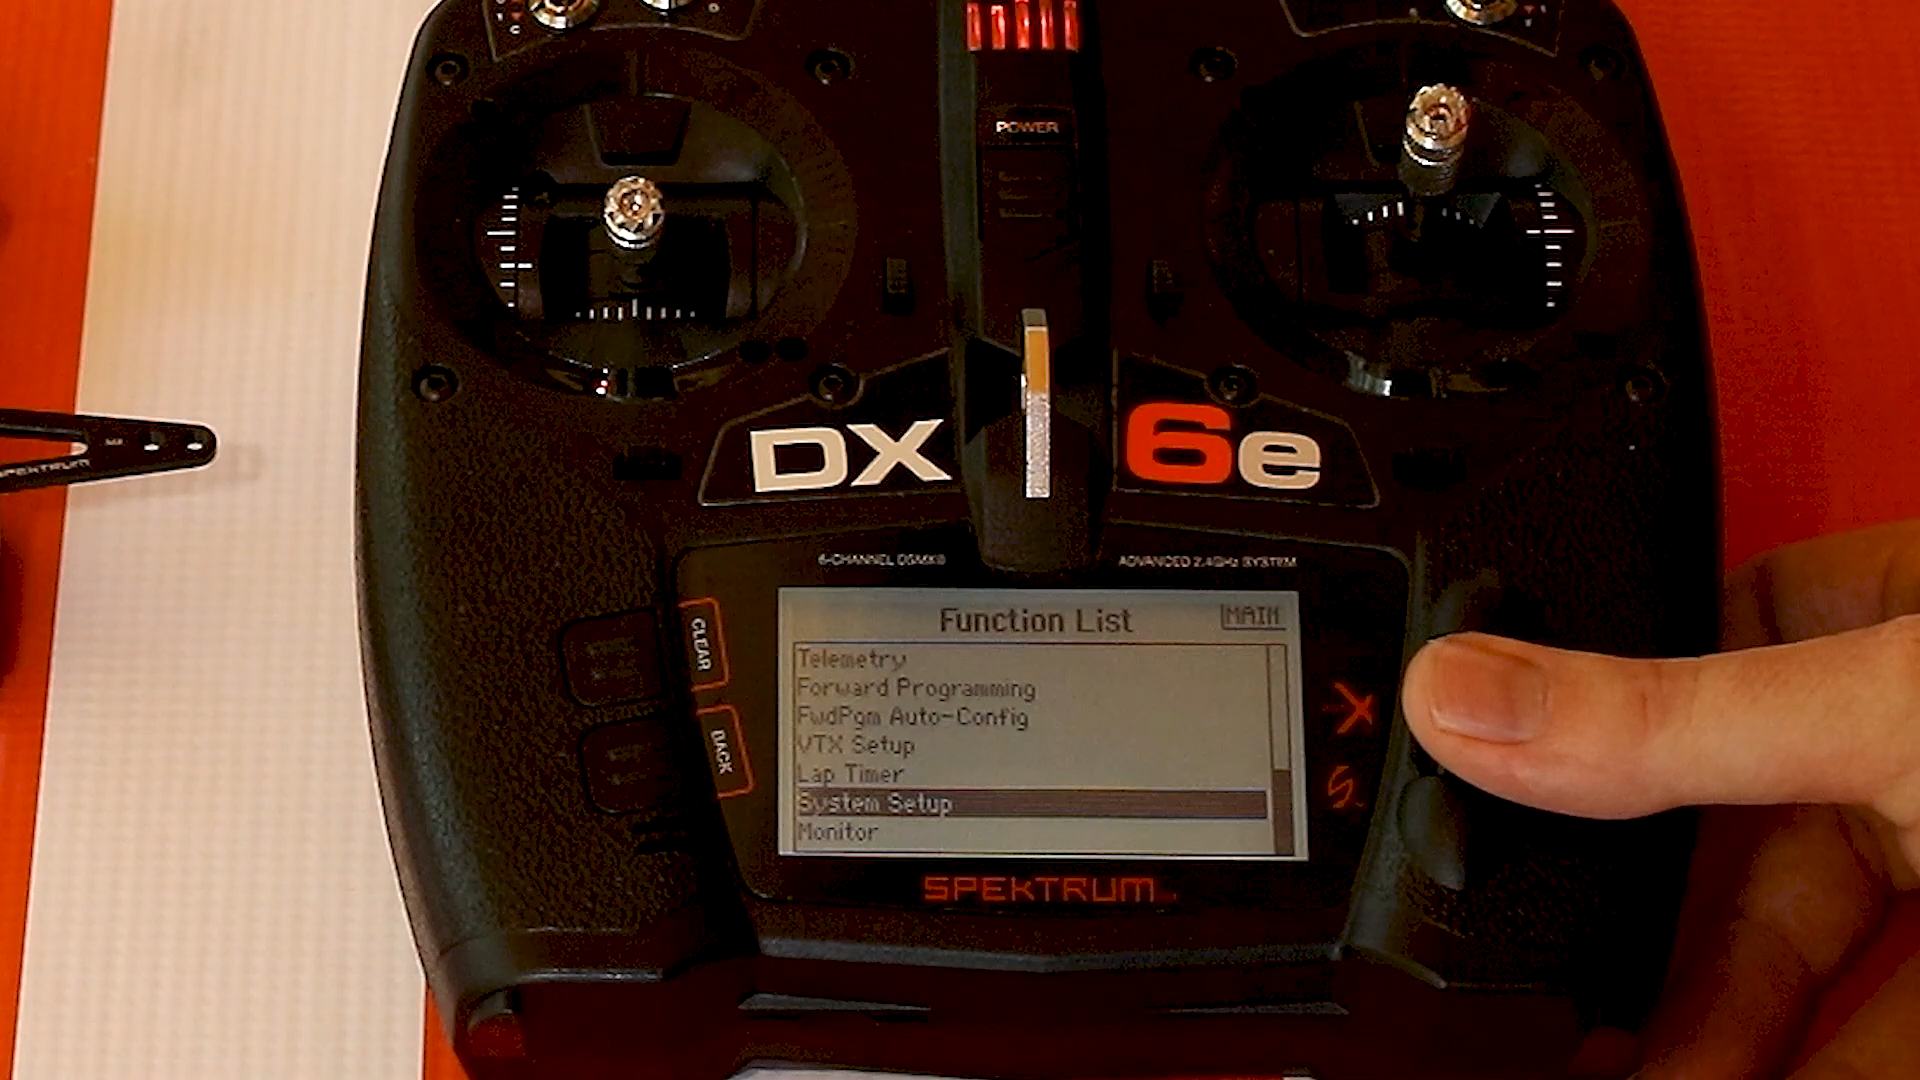 POWER
DX 6e
6-CHANNEL DSMX®
ADVANCED 2.4GHz SYSTEM
CLEAR
BACK
Function List
MAIN
Telemetry
Forward Programming
FwdPgm Auto-Config
VTX Setup
Lap Timer
System Setup
Monitor
SPEKTRUM
SPEKTRUM